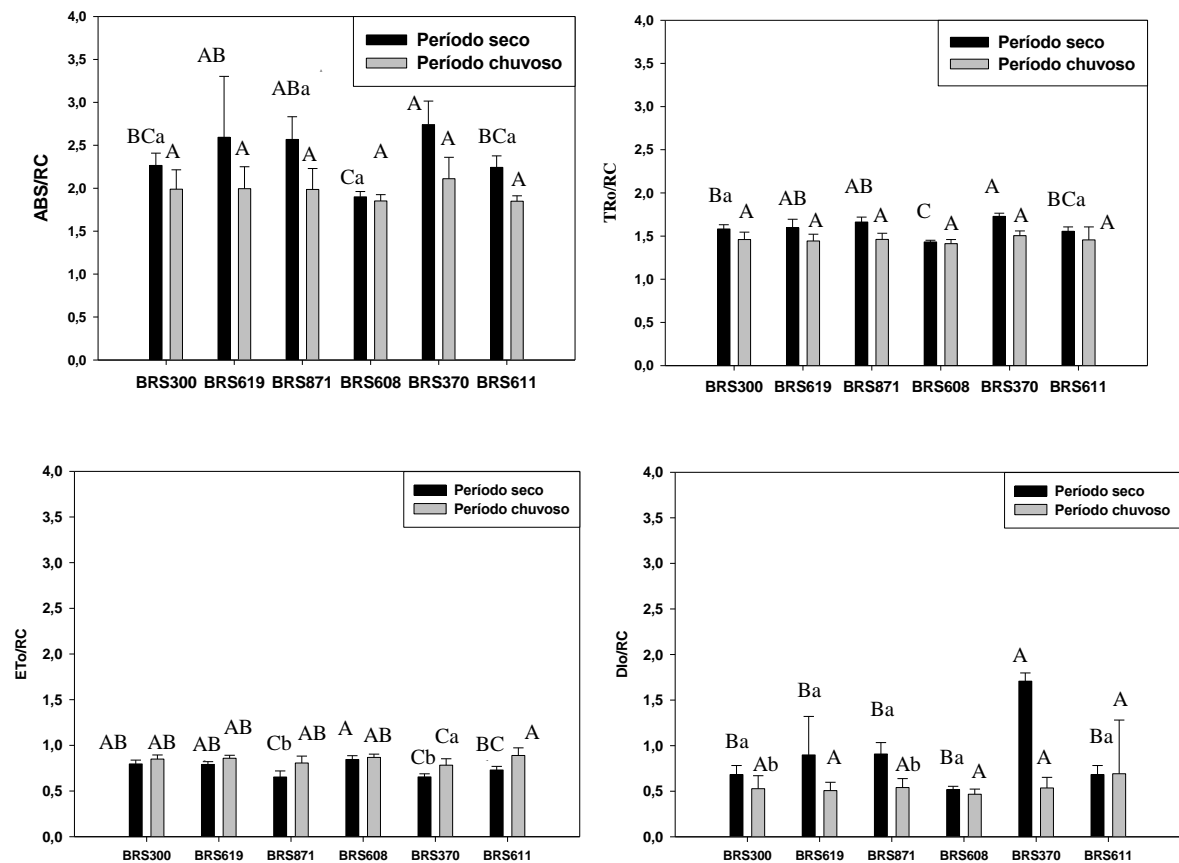 4,0
3,5
3,0
2,5
2,0
1,5
1,0
0,5
0,0
ABS/RC
Período seco
Período chuvoso
BCa A AB A ABa A Ca A A A BCa A
BRS300 BRS619 BRS871 BRS608 BRS370 BRS611
4,0
3,5
3,0
2,5
2,0
1,5
1,0
0,5
0,0
TRo/RC
Período seco
Período chuvoso
Ba A AB A AB A C A A A BCa A
BRS300 BRS619 BRS871 BRS608 BRS370 BRS611
4,0
3,5
3,0
2,5
2,0
1,5
1,0
0,5
0,0
ETo/RC
Período seco
Período chuvoso
AB AB AB AB Cb AB A AB Cb Ca BC A
BRS300 BRS619 BRS871 BRS608 BRS370 BRS611
4,0
3,5
3,0
2,5
2,0
1,5
1,0
0,5
0,0
DIo/RC
Período seco
Período chuvoso
Ba Ab Ba A Ba Ab Ba A A A Ba A
BRS300 BRS619 BRS871 BRS608 BRS370 BRS611